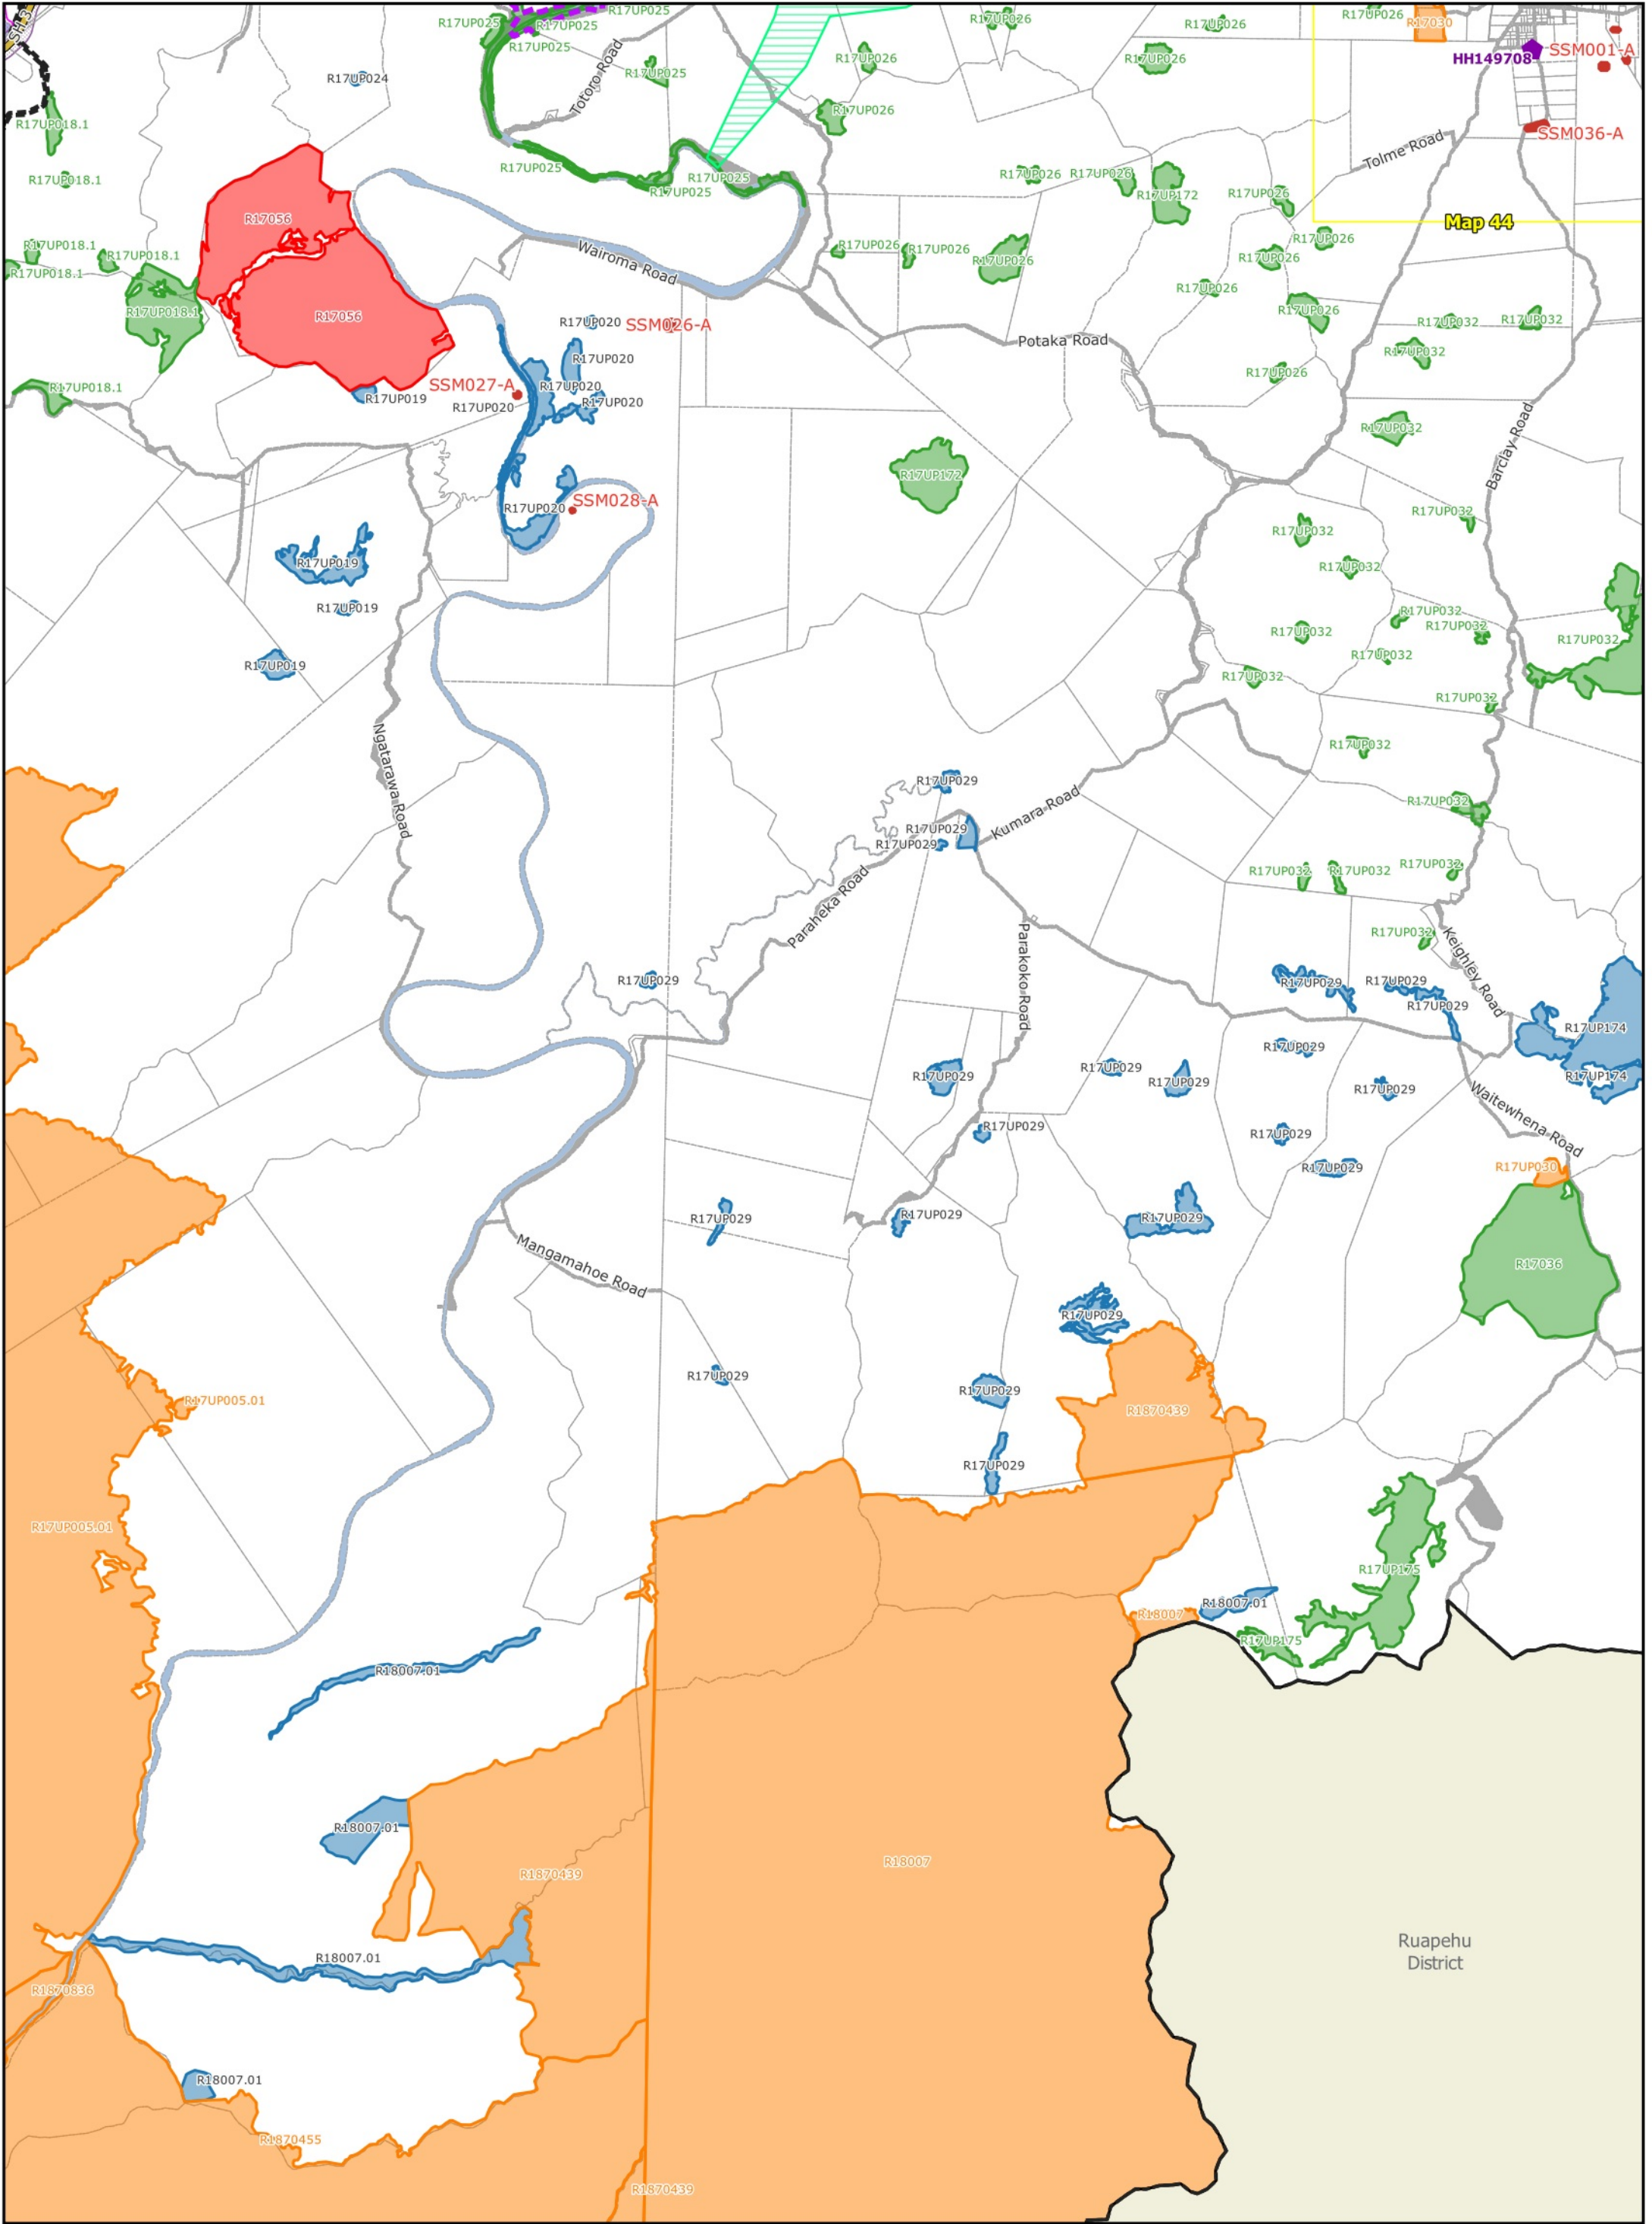 SH 3
R17UP025
R17UP025
R17UP025
R17UP025
Totoro Road
R17UP024
R17UP025
R17UP026
R17UP026
R17UP026
R17UP026
R17UP026
R17030
HH149708
SSM001-A
R17UP026
R17UP018.1
R17UP018.1
SSM036-A
Tolme Road
R17UP025
R17UP025
R17UP025
R17UP026
R17UP026
R17UP172
R17UP026
Map 44
R17056
R17UP018.1
R17UP018.1
R17UP018.1
Wairoma Road
R17UP026
R17UP026
R17UP026
R17UP026
R17UP026
R17UP026
R17UP018.1
R17056
R17UP020
SSM026-A
R17UP026
R17UP032
R17UP032
Potaka Road
R17UP032
R17UP020
R17UP026
SSM027-A
R17UP020
R17UP020
R17UP020
R17UP018.1
R17UP019
R17UP032
Barclay Road
R17UP172
R17UP020
SSM028-A
R17UP032
R17UP032
R17UP019
R17UP032
R17UP019
R17UP032
R17UP032
R17UP032
R17UP032
R17UP032
R17UP019
R17UP032
R17UP032
R17UP032
Ngatarawa Road
R17UP029
Kumara Road
R17UP032
R17UP029
R17UP029
R17UP032
R17UP032
R17UP032
Paraheka Road
Parakoko Road
R17UP032
Keighley Road
R17UP029
R17UP029
R17UP029
R17UP029
R17UP174
R17UP029
R17UP029
R17UP029
R17UP029
R17UP029
R17UP174
Waitewhena Road
R17UP029
R17UP029
R17UP029
R17UP030
R17UP029
R17UP029
R17UP029
Mangamahoe Road
R17036
R17UP029
R17UP029
R17UP029
R17UP005.01
R1870439
R17UP029
R17UP005.01
R17UP175
R18007.01
R18007
R17UP175
R18007.01
R18007.01
R18007
R1870439
Ruapehu
District
R18007.01
R1870836
R18007.01
R1870455
R1870439